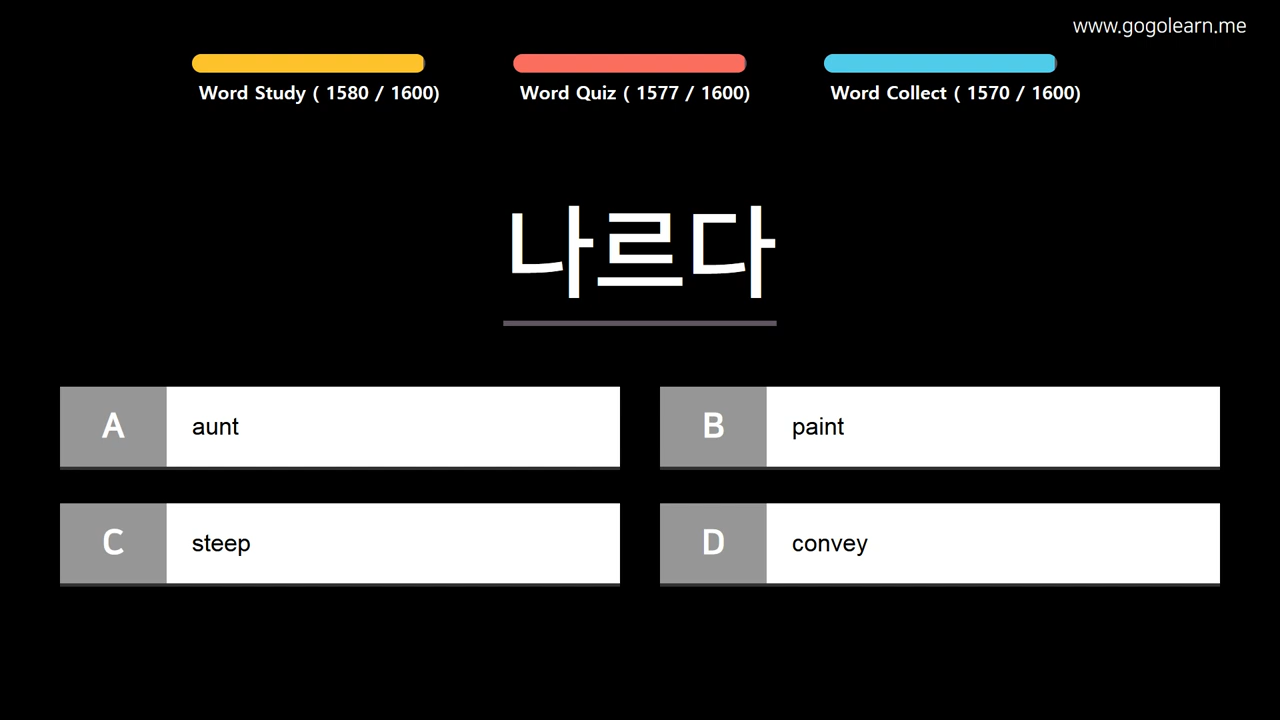 www.gogolearn.me
Word Study ( 1580 / 1600)
Word Quiz ( 1577 / 1600)
Word Collect ( 1570 / 1600)
나르다
A aunt
B paint
C steep
D convey